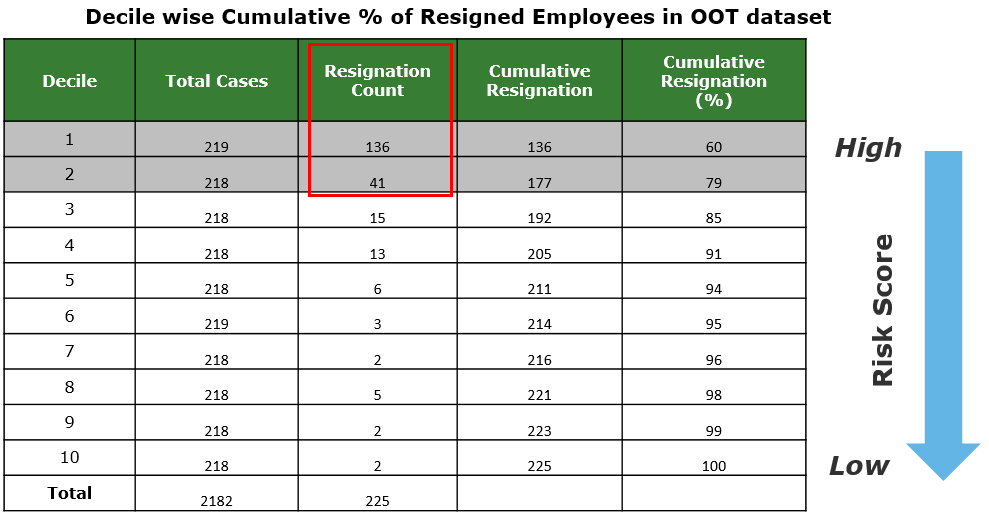 Decile wise Cumulative % of Resigned Employees in OOT dataset
Decile Total Cases Resignation Count Cumulative Resignation Cumulative Resignation (%)
1 219 136 136 60
2 218 41 177 79
3 218 15 192 85
4 218 13 205 91
5 218 6 211 94
6 219 3 214 95
7 218 2 216 96
8 218 5 221 98
9 218 2 223 99
10 218 2 225 100
Total 2182 225
High
Risk Score
Low